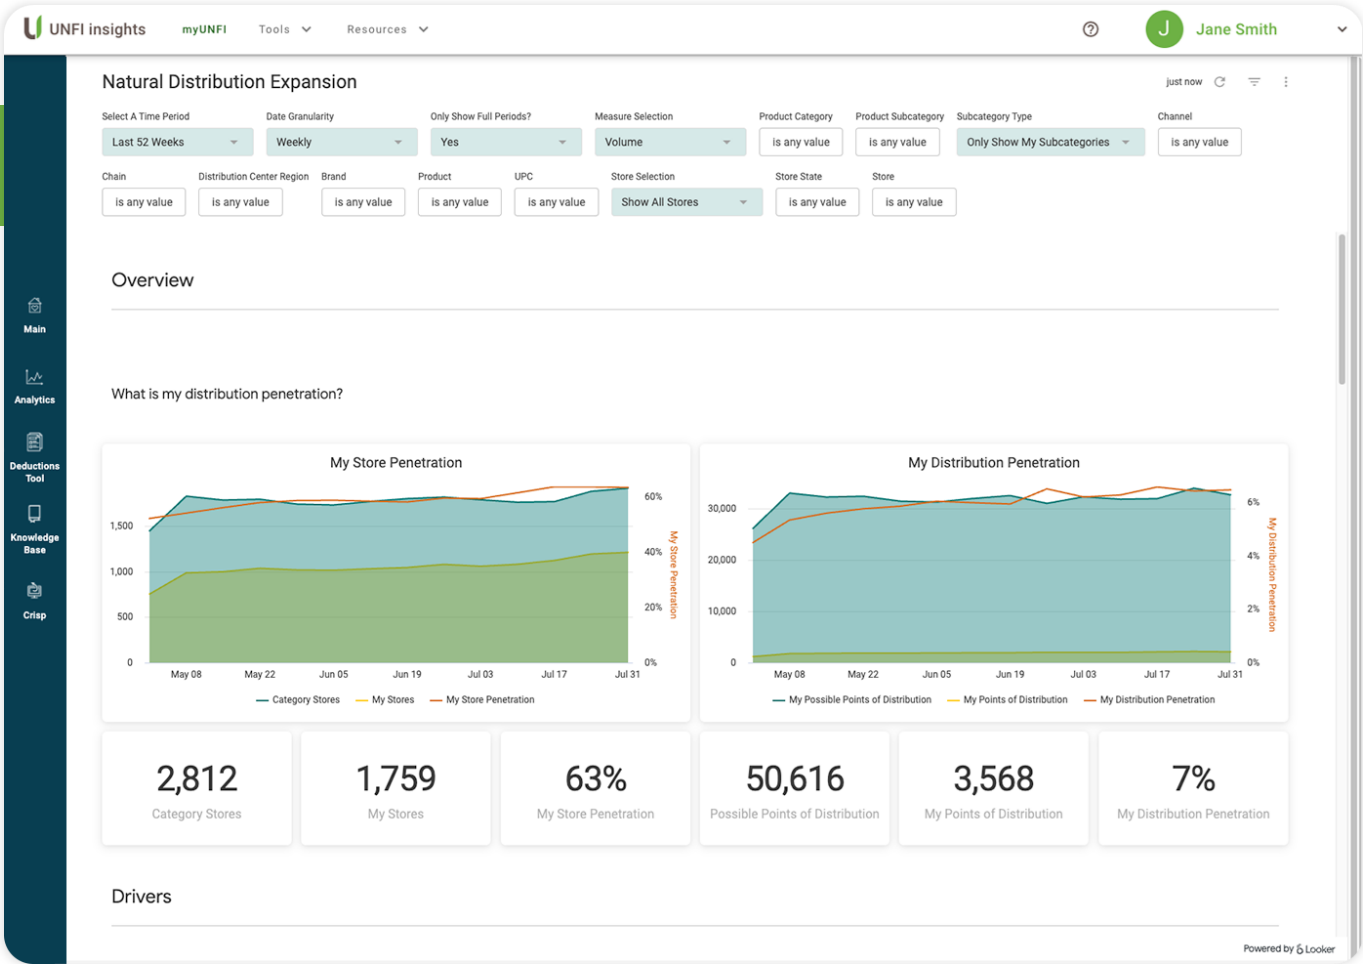 UNFI insights
myUNFI
Tools
Resources
J
Jane Smith
Natural Distribution Expansion
just now
Select A Time Period
Date Granularity
Only Show Full Periods?
Measure Selection
Product Category
Product Subcategory
Subcategory Type
Channel
Last 52 Weeks
Weekly
Yes
Volume
is any value
is any value
Only Show My Subcategories
is any value
Chain
Distribution Center Region
Brand
Product
UPC
Store Selection
Store State
Store
is any value
is any value
is any value
is any value
is any value
Show All Stores
is any value
is any value
Main
Analytics
Deductions
Tool
Knowledge
Base
Crisp
Overview
What is my distribution penetration?
My Store Penetration
1,500
1,000
500
0
60%
40%
20%
0%
My Store Penetration
May 08
May 22
Jun 05
Jun 19
Jul 03
Jul 17
Jul 31
Category Stores
My Stores
My Store Penetration
My Distribution Penetration
30,000
20,000
10,000
0
6%
4%
2%
0%
My Distribution Penetration
May 08
May 22
Jun 05
Jun 19
Jul 03
Jul 17
Jul 31
My Possible Points of Distribution
My Points of Distribution
My Distribution Penetration
2,812
Category Stores
1,759
My Stores
63%
My Store Penetration
50,616
Possible Points of Distribution
3,568
My Points of Distribution
7%
My Distribution Penetration
Drivers
Powered by Looker